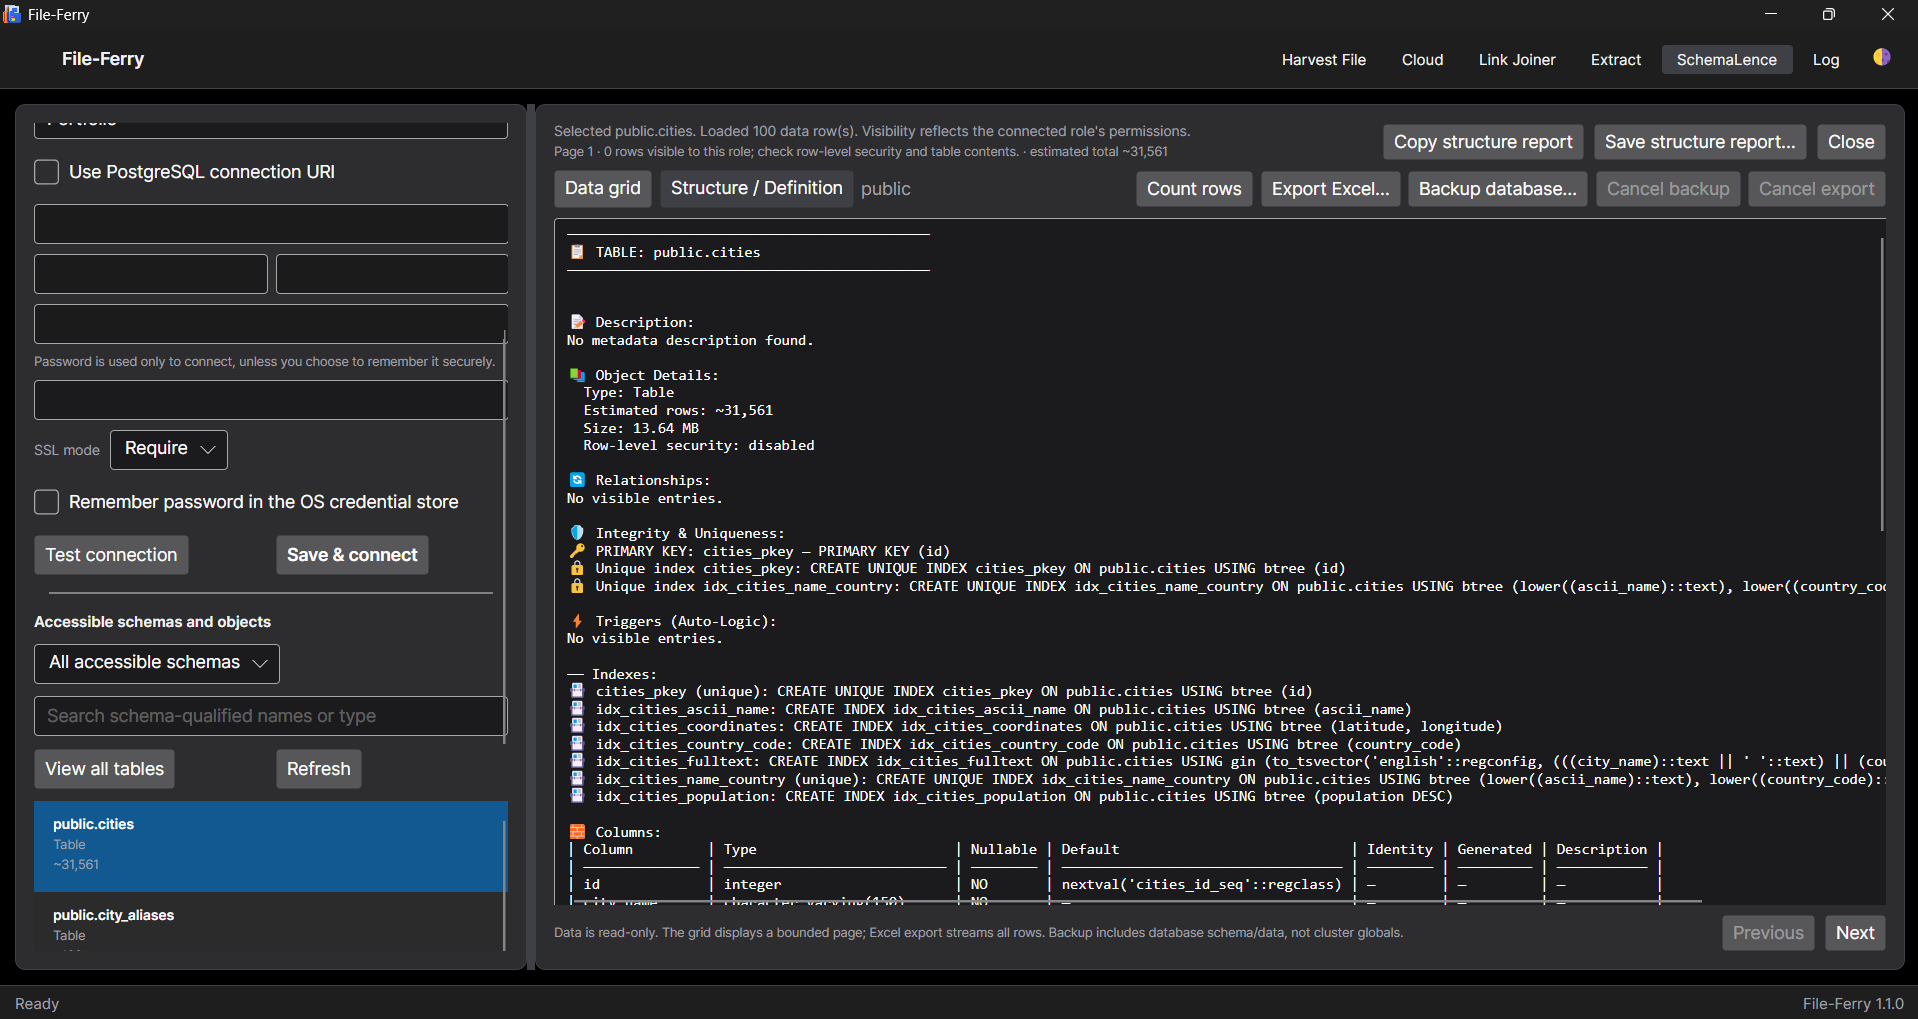 File-Ferry
File-Ferry
Harvest File
Cloud
Link Joiner
Extract
SchemaLence
Log
Use PostgreSQL connection URI
Password is used only to connect, unless you choose to remember it securely.
SSL mode
Require
Remember password in the OS credential store
Test connection
Save & connect
Accessible schemas and objects
All accessible schemas
Search schema-qualified names or type
View all tables
Refresh
public.cities
Table
~31,561
public.city_aliases
Table
Selected public.cities. Loaded 100 data row(s). Visibility reflects the connected role's permissions.
Page 1 · 0 rows visible to this role; check row-level security and table contents. · estimated total ~31,561
Copy structure report
Save structure report...
Close
Data grid
Structure / Definition
public
Count rows
Export Excel...
Backup database...
Cancel backup
Cancel export
TABLE: public.cities
Description:
No metadata description found.
Object Details:
Type: Table
Estimated rows: ~31,561
Size: 13.64 MB
Row-level security: disabled
Relationships:
No visible entries.
Integrity & Uniqueness:
PRIMARY KEY: cities_pkey — PRIMARY KEY (id)
Unique index cities_pkey: CREATE UNIQUE INDEX cities_pkey ON public.cities USING btree (id)
Unique index idx_cities_name_country: CREATE UNIQUE INDEX idx_cities_name_country ON public.cities USING btree (lower((ascii_name)::text), lower((country_co
Triggers (Auto-Logic):
No visible entries.
— Indexes:
cities_pkey (unique): CREATE UNIQUE INDEX cities_pkey ON public.cities USING btree (id)
idx_cities_ascii_name: CREATE INDEX idx_cities_ascii_name ON public.cities USING btree (ascii_name)
idx_cities_coordinates: CREATE INDEX idx_cities_coordinates ON public.cities USING btree (latitude, longitude)
idx_cities_country_code: CREATE INDEX idx_cities_country_code ON public.cities USING btree (country_code)
idx_cities_fulltext: CREATE INDEX idx_cities_fulltext ON public.cities USING gin (to_tsvector('english'::regconfig, (((city_name)::text || ' '::text) || (co
idx_cities_name_country (unique): CREATE UNIQUE INDEX idx_cities_name_country ON public.cities USING btree (lower((ascii_name)::text), lower((country_code)::
idx_cities_population: CREATE INDEX idx_cities_population ON public.cities USING btree (population DESC)
Columns:
| Column | Type | Nullable | Default | Identity | Generated | Description |
| id | integer | NO | nextval('cities_id_seq'::regclass) | — | — | — |
| city_name | character varying(150) | NO | — | — | — | — |
Data is read-only. The grid displays a bounded page; Excel export streams all rows. Backup includes database schema/data, not cluster globals.
Previous
Next
Ready
File-Ferry 1.1.0